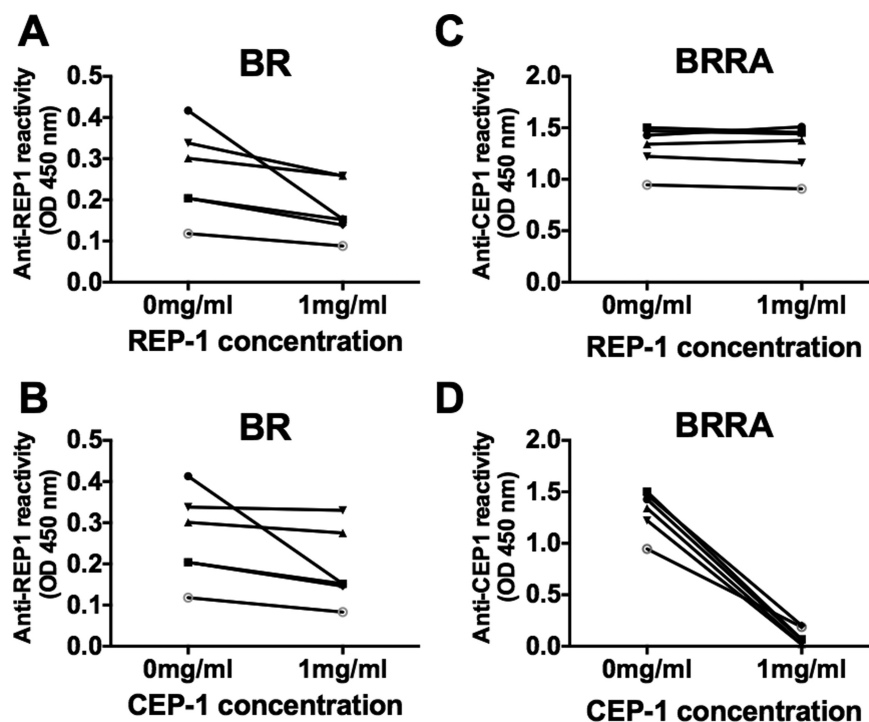 A
BR
Anti-REP1 reactivity
(OD 450 nm)
0.5
0.4
0.3
0.2
0.1
0.0
0mg/ml 1mg/ml
REP-1 concentration
C
BRRA
Anti-CEP1 reactivity
(OD 450 nm)
2.0
1.5
1.0
0.5
0.0
0mg/ml 1mg/ml
REP-1 concentration
B
BR
Anti-REP1 reactivity
(OD 450 nm)
0.5
0.4
0.3
0.2
0.1
0.0
0mg/ml 1mg/ml
CEP-1 concentration
D
BRRA
Anti-CEP1 reactivity
(OD 450 nm)
2.0
1.5
1.0
0.5
0.0
0mg/ml 1mg/ml
CEP-1 concentration